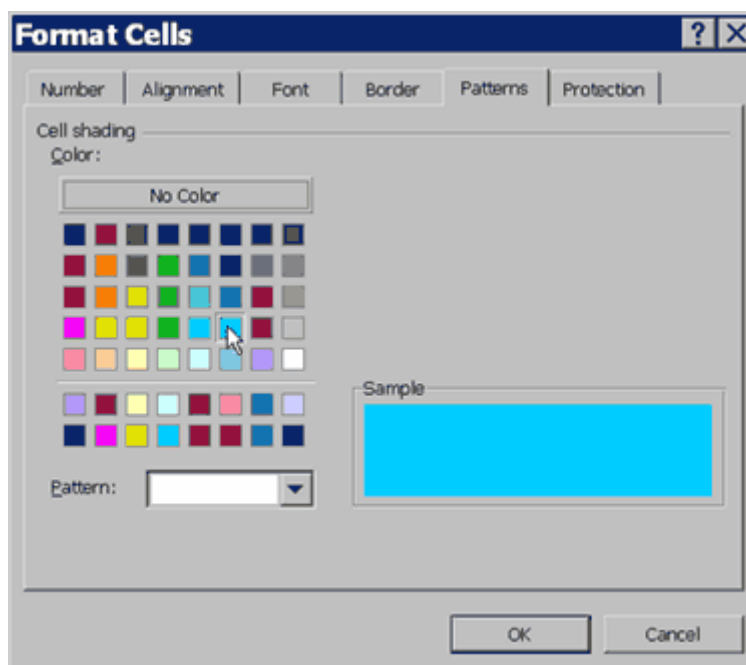 Format Cells
Number Alignment Font Border Patterns Protection
Cell shading
Color:
No Color
Sample
Pattern:
OK Cancel